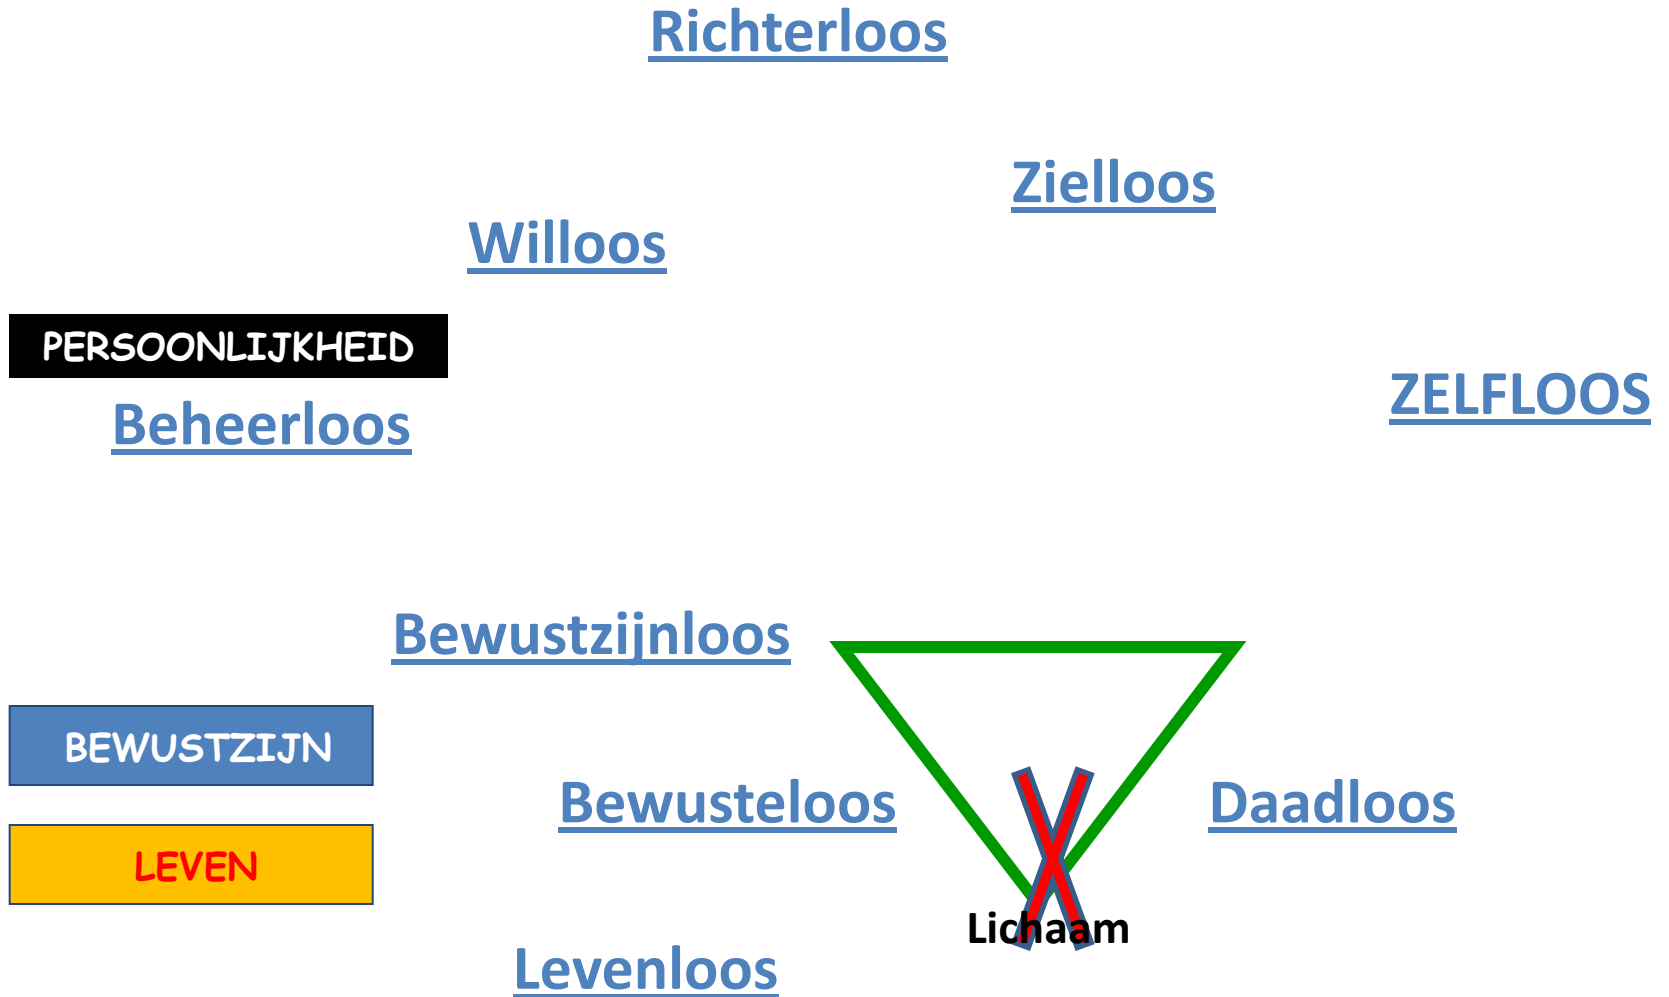 Richterloos
Zielloos
Willoos
PERSOONLIJKHEID
ZELFLOOS
Beheerloos
Bewustzijnloos
BEWUSTZIJN
Bewusteloos
Daadloos
LEVEN
Lichaam
Levenloos